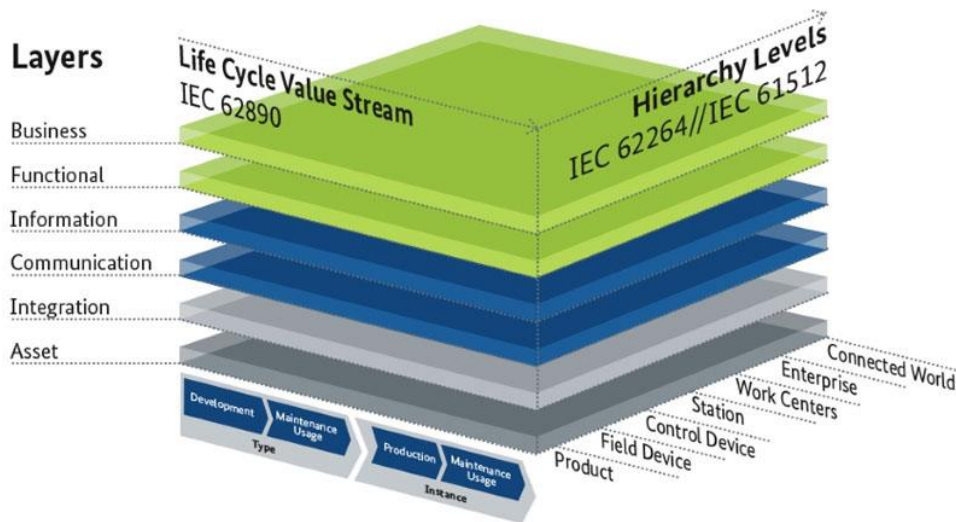 Layers
Life Cycle Value Stream
IEC 62890
Hierarchy Levels
IEC 62264//IEC 61512
Business
Functional
Information
Communication
Integration
Asset
Development
Maintenance
Usage
Type
Production
Maintenance
Usage
Instance
Product
Field Device
Control Device
Station
Work Centers
Enterprise
Connected World